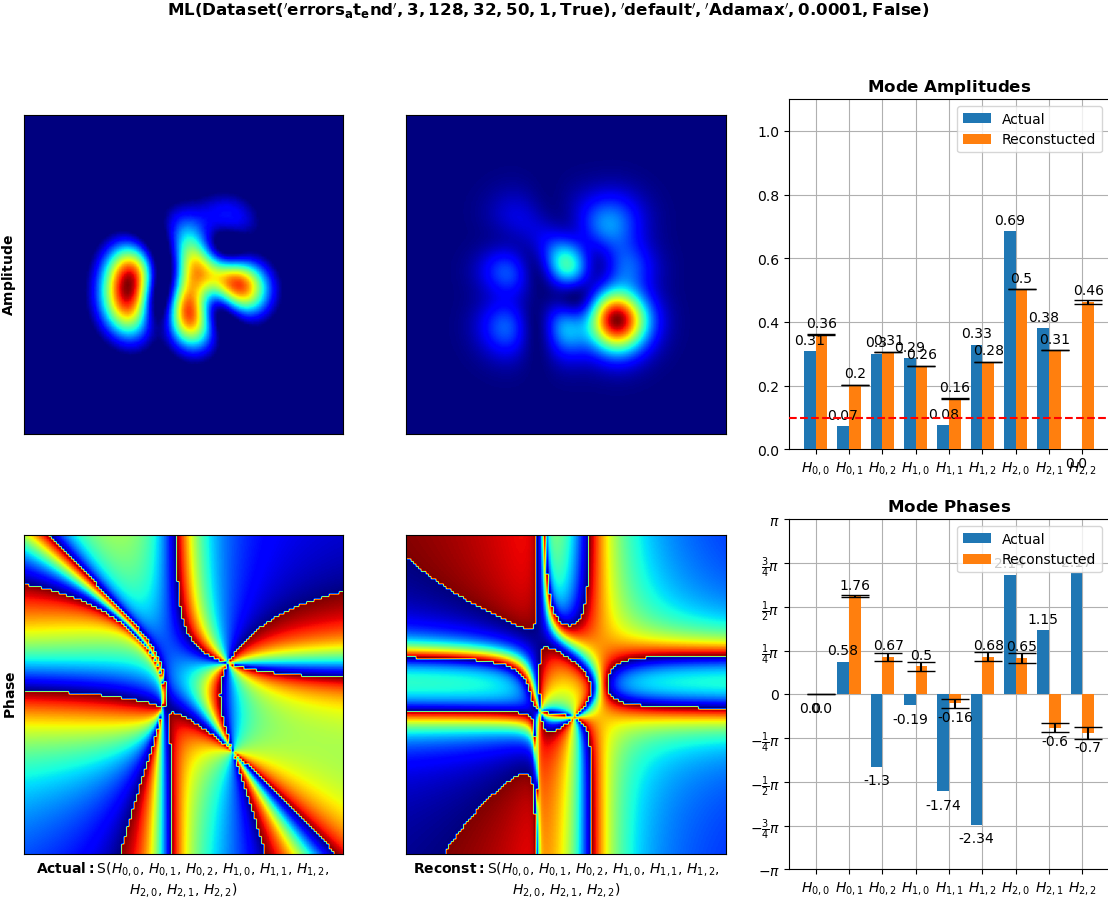 ML(Dataset('errors_at_end', 3, 128, 32, 50, 1, True), 'default', 'Adamax', 0.0001, False)
Mode Amplitudes
Amplitude
Actual
Reconstucted
1.0
0.8
0.6
0.4
0.2
0.0
0.31
0.36
0.07
0.2
0.3
0.31
0.29
0.26
0.08
0.16
0.33
0.28
0.69
0.5
0.38
0.31
0.0
0.46
H0,0 H0,1 H0,2 H1,0 H1,1 H1,2 H2,0 H2,1 H2,2
Mode Phases
Phase
Actual
Reconstucted
π
3/4π
1/2π
1/4π
0
−1/4π
−1/2π
−3/4π
−π
0.0
0.0
0.58
1.76
-1.3
0.67
-0.19
0.5
-1.74
-0.16
-2.34
0.68
0.65
1.15
-0.6
-0.7
H0,0 H0,1 H0,2 H1,0 H1,1 H1,2 H2,0 H2,1 H2,2
Actual: S(H0,0, H0,1, H0,2, H1,0, H1,1, H1,2,
H2,0, H2,1, H2,2)
Reconst: S(H0,0, H0,1, H0,2, H1,0, H1,1, H1,2,
H2,0, H2,1, H2,2)